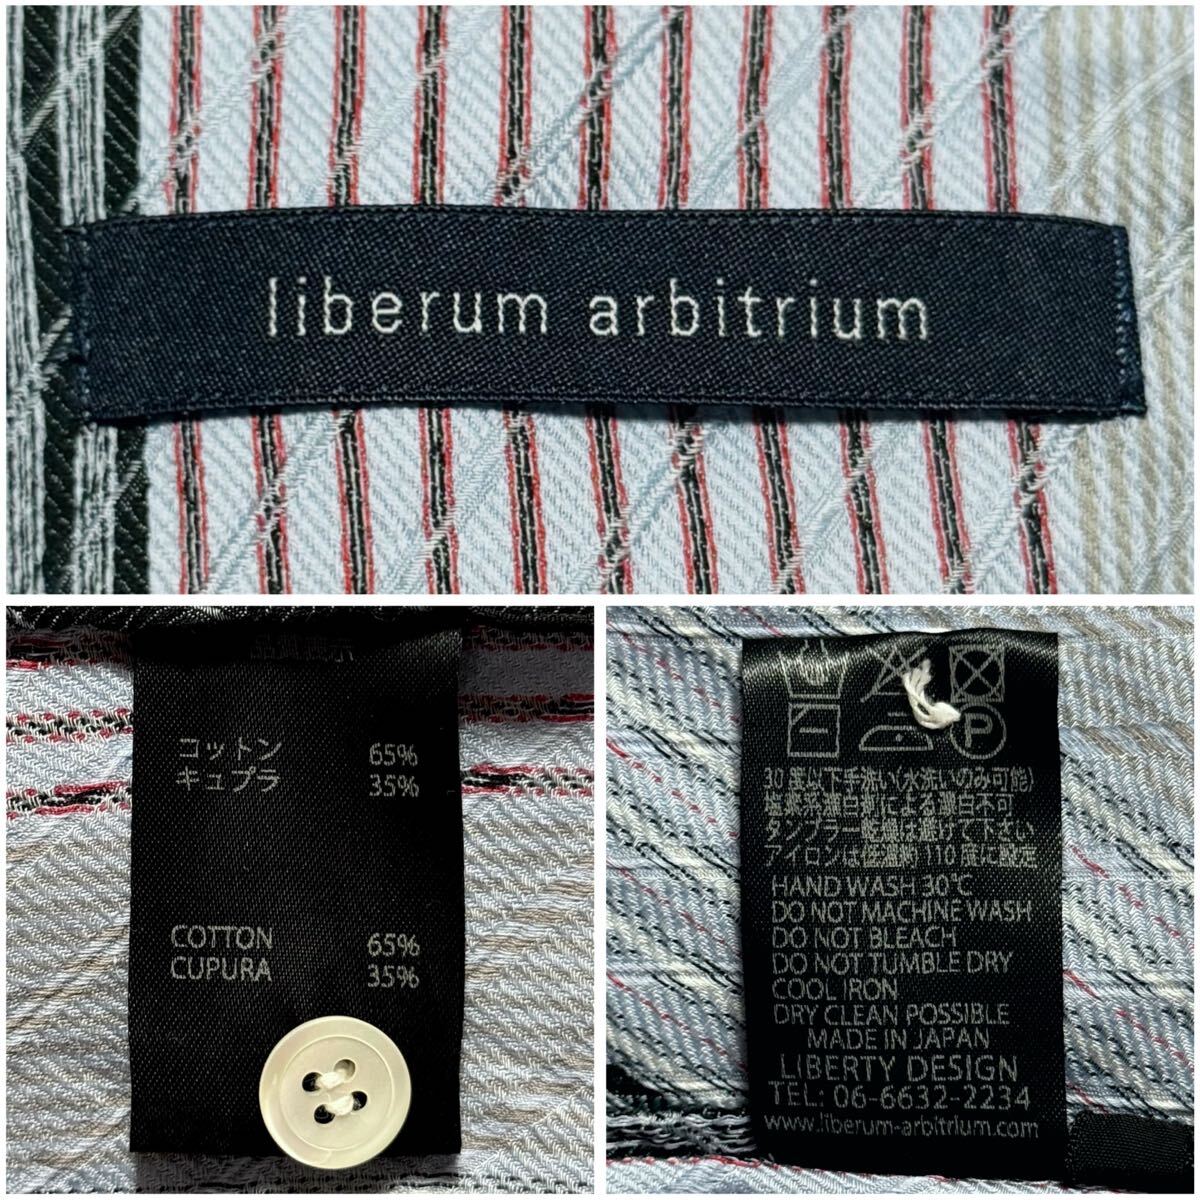 liberum arbitrium
コットン 65%
キュプラ 35%
COTTON 65%
CUPURA 35%
P
30度以下手洗い(水洗いのみ可能)
塩素系漂白剤による漂白不可
タンブラー乾燥は避けて下さい
アイロンは低温約110度に設定
HAND WASH 30℃
DO NOT MACHINE WASH
DO NOT BLEACH
DO NOT TUMBLE DRY
COOL IRON
DRY CLEAN POSSIBLE
MADE IN JAPAN
LIBERTY DESIGN
TEL: 06-6632-2234
www.liberum-arbitrium.com